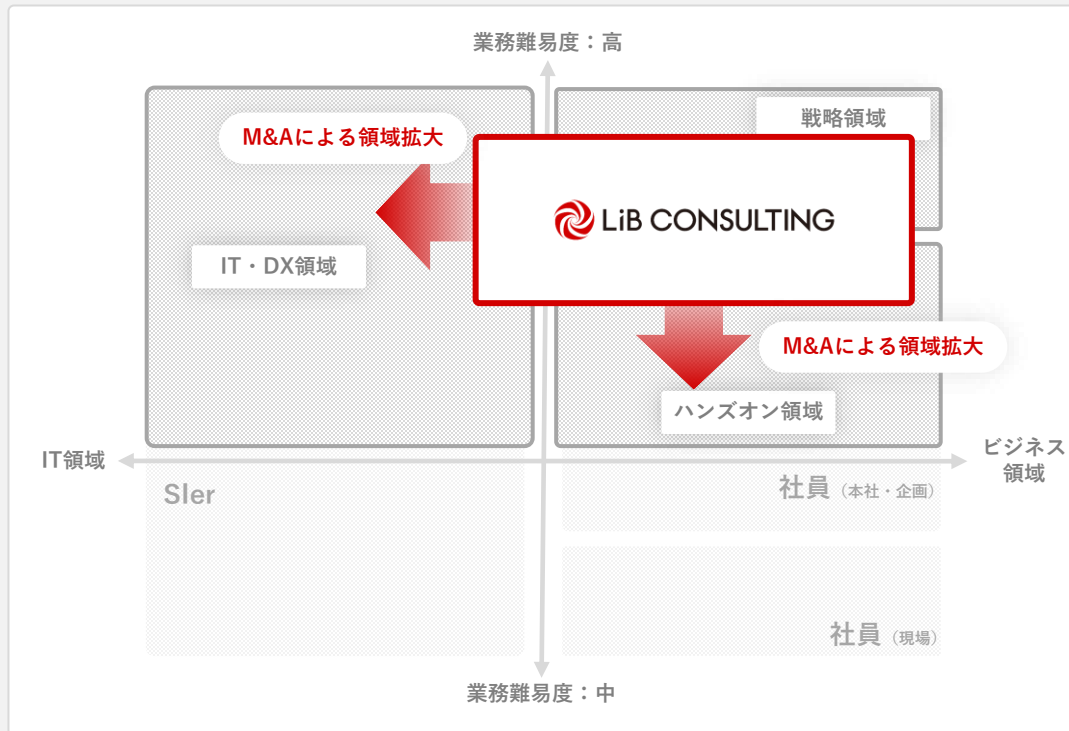 業務難易度：高
戦略領域
M&Aによる領域拡大
LiB CONSULTING
IT・DX領域
M&Aによる領域拡大
ハンズオン領域
IT領域
ビジネス
領域
SIer
社員（本社・企画）
社員（現場）
業務難易度：中